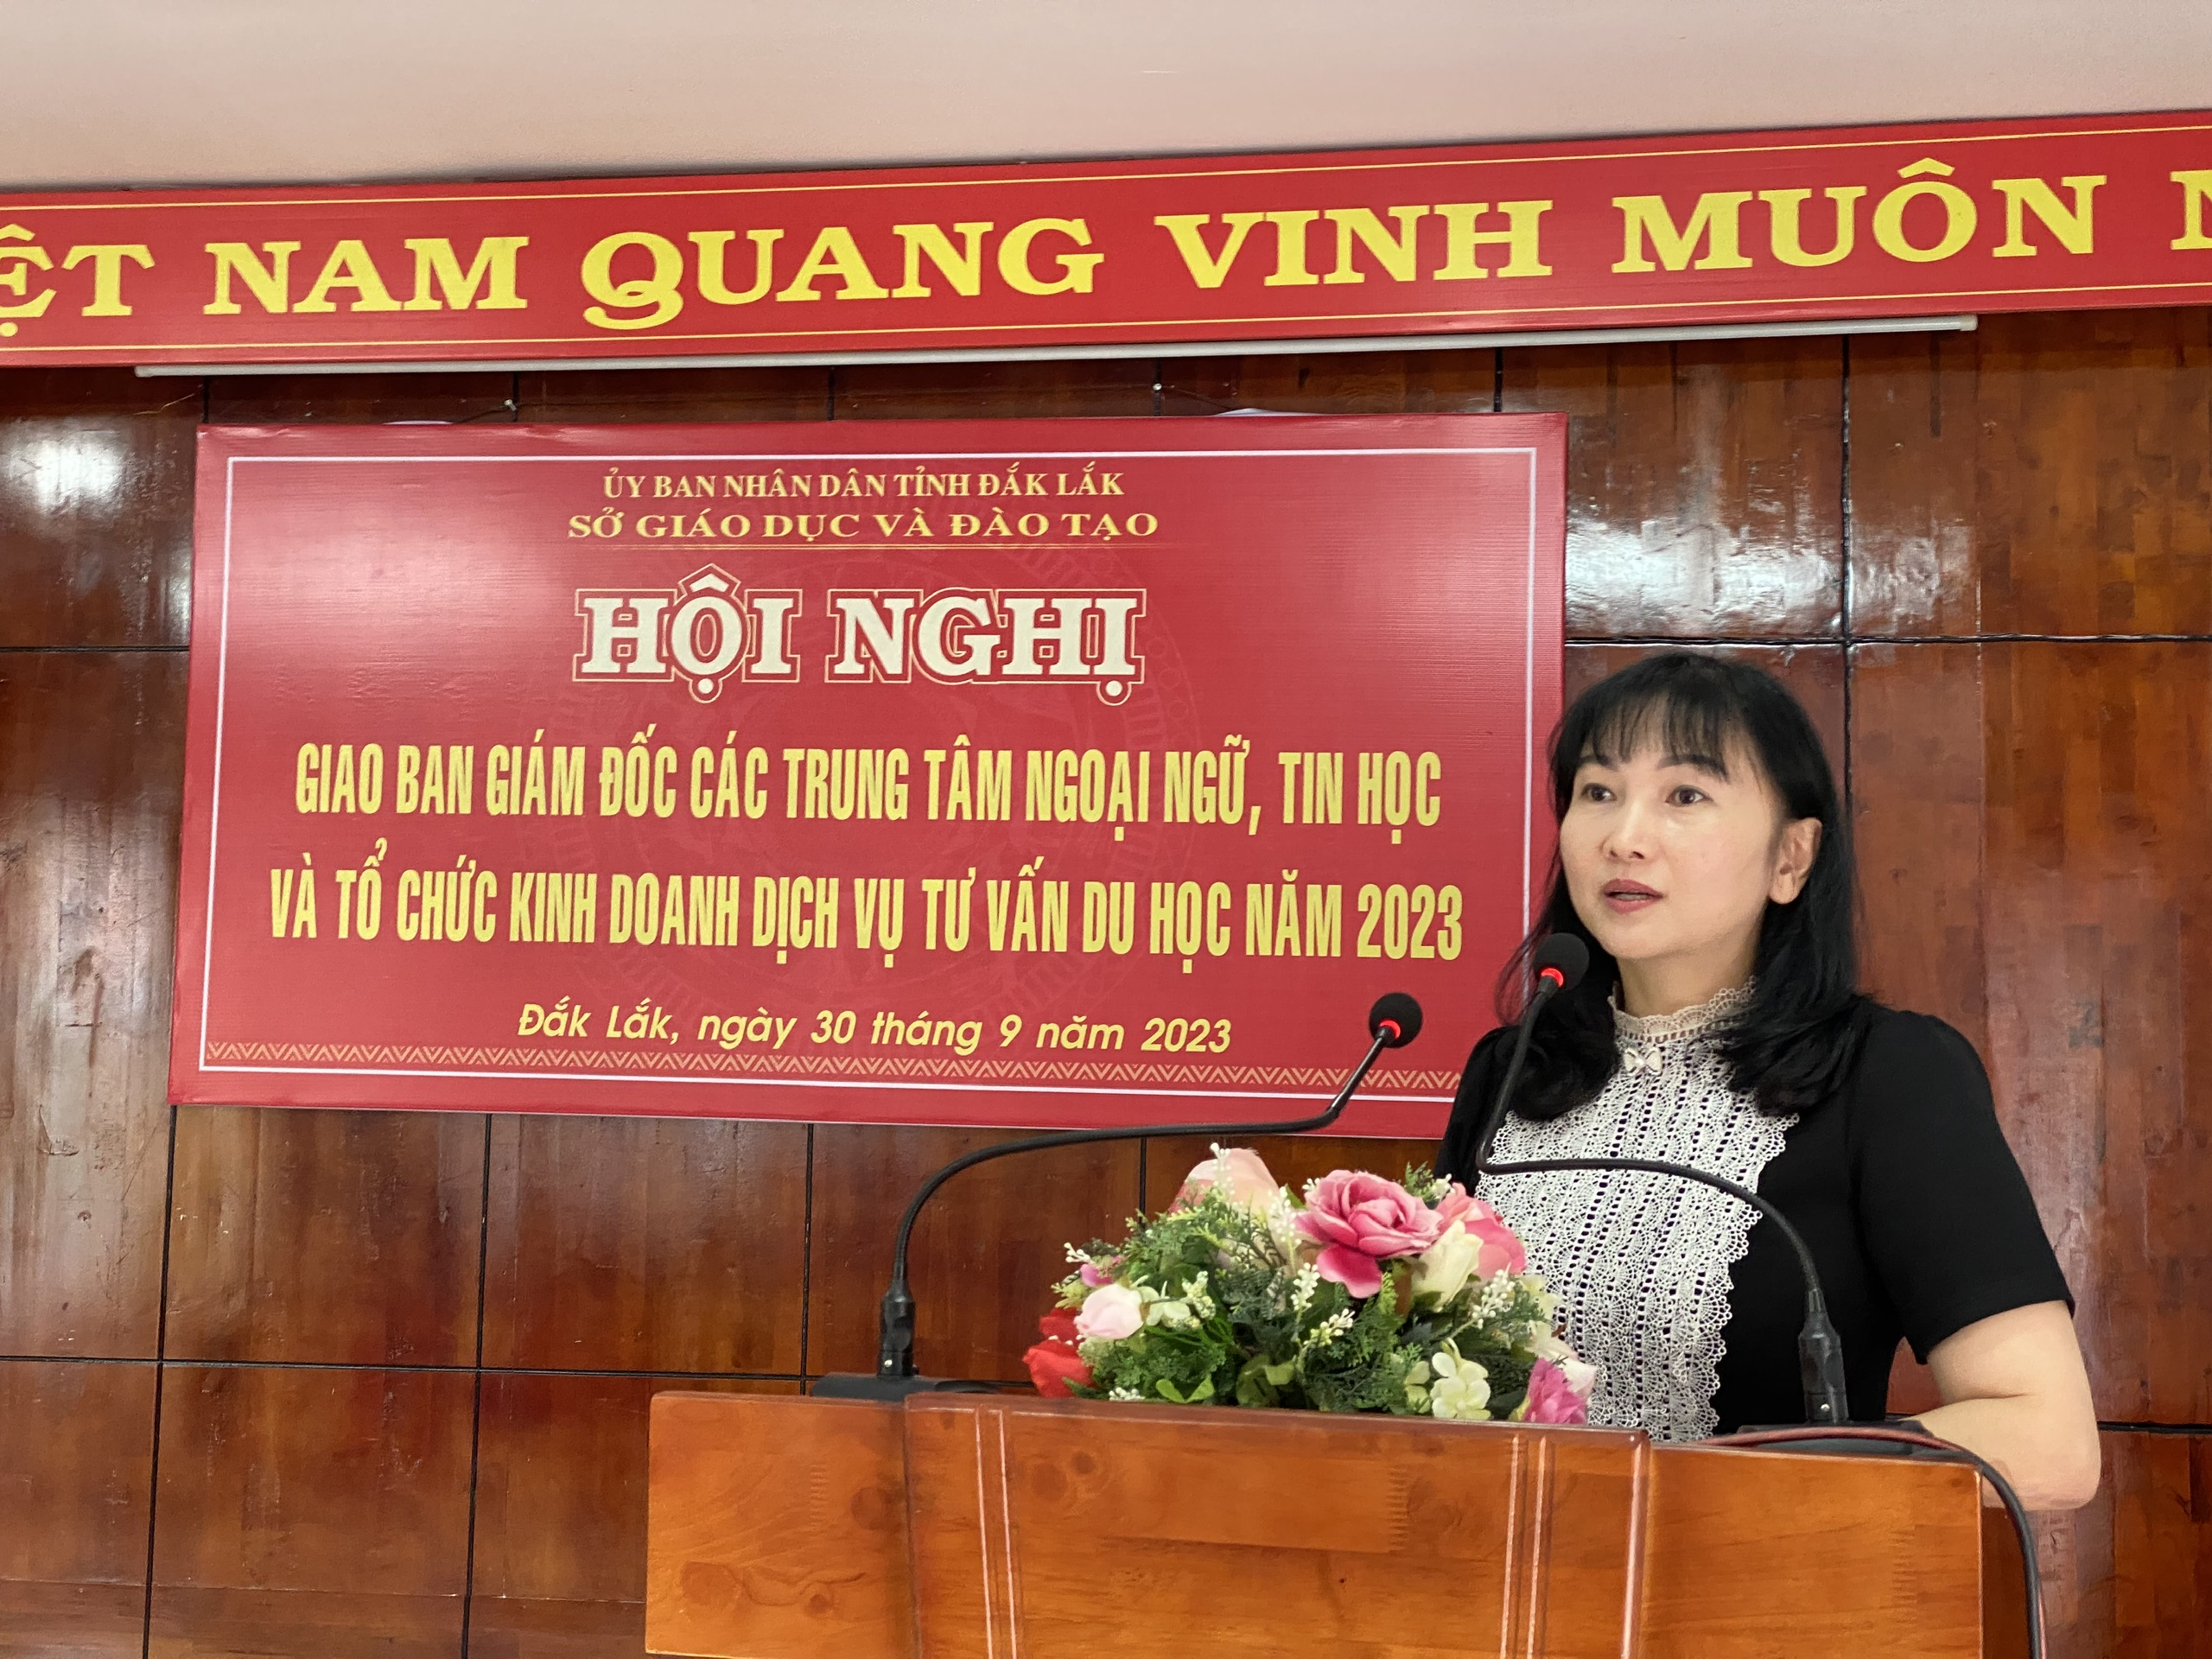 ỆT NAM QUANG VINH MUÔN N
ỦY BAN NHÂN DÂN TỈNH ĐẮK LẮK
SỞ GIÁO DỤC VÀ ĐÀO TẠO
HỘI NGHỊ
GIAO BAN GIÁM ĐỐC CÁC TRUNG TÂM NGOẠI NGỮ, TIN HỌC
VÀ TỔ CHỨC KINH DOANH DỊCH VỤ TƯ VẤN DU HỌC NĂM 2023
Đắk Lắk, ngày 30 tháng 9 năm 2023